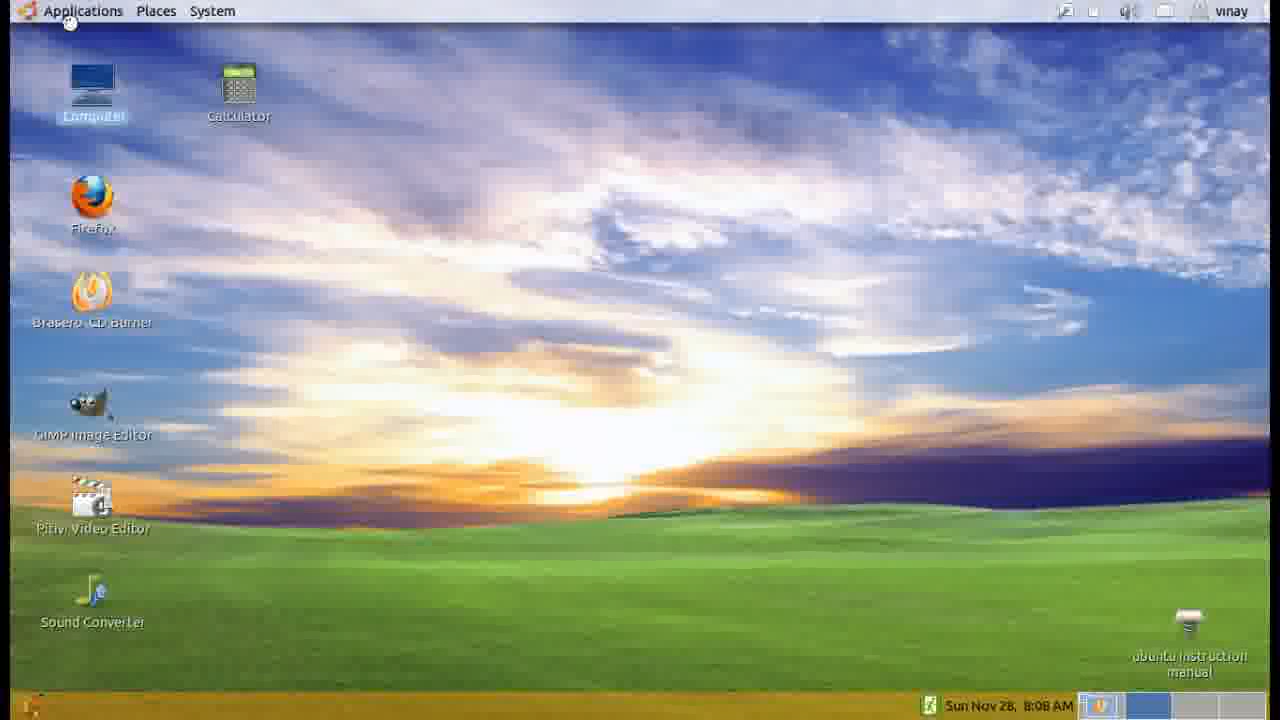 Applications Places System vinay
Computer
Calculator
Firefox
Brasero CD Burner
GIMP Image Editor
Pitivi Video Editor
Sound Converter
ubuntu instruction
manual
Sun Nov 28, 8:08 AM